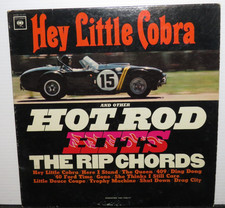 Hey Little Cobra
15
AND OTHER
HOT ROD
HITS
THE RIP CHORDS
Hey Little Cobra / Here I Stand / The Queen / 409 / Ding Dong
40 Ford Time / Gone / She Thinks I Still Care
Little Deuce Coupe / Trophy Machine / Shut Down / Drag City